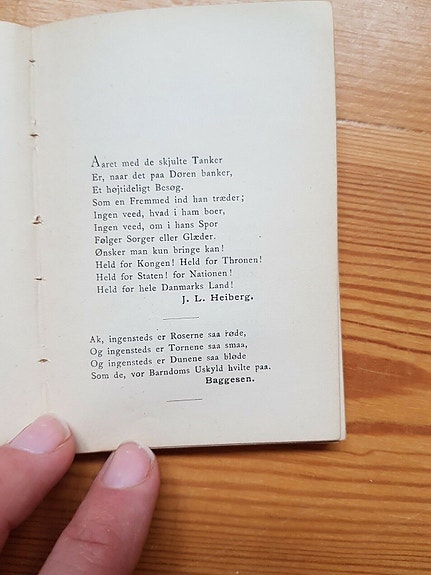 Aaret med de skjulte Tanker
Er, naar det paa Døren banker,
Et højtideligt Besøg.
Som en Fremmed ind han træder;
Ingen veed, hvad i ham boer,
Ingen veed, om i hans Spor
Følger Sorger eller Glæder.
Ønsker man kun bringe kan!
Held for Kongen! Held for Thronen!
Held for Staten! for Nationen!
Held for hele Danmarks Land!
J. L. Heiberg.
Ak, ingensteds er Roserne saa røde,
Og ingensteds er Tornene saa smaa,
Og ingensteds er Dunene saa bløde
Som de, vor Barndoms Uskyld hvilte paa.
Baggesen.